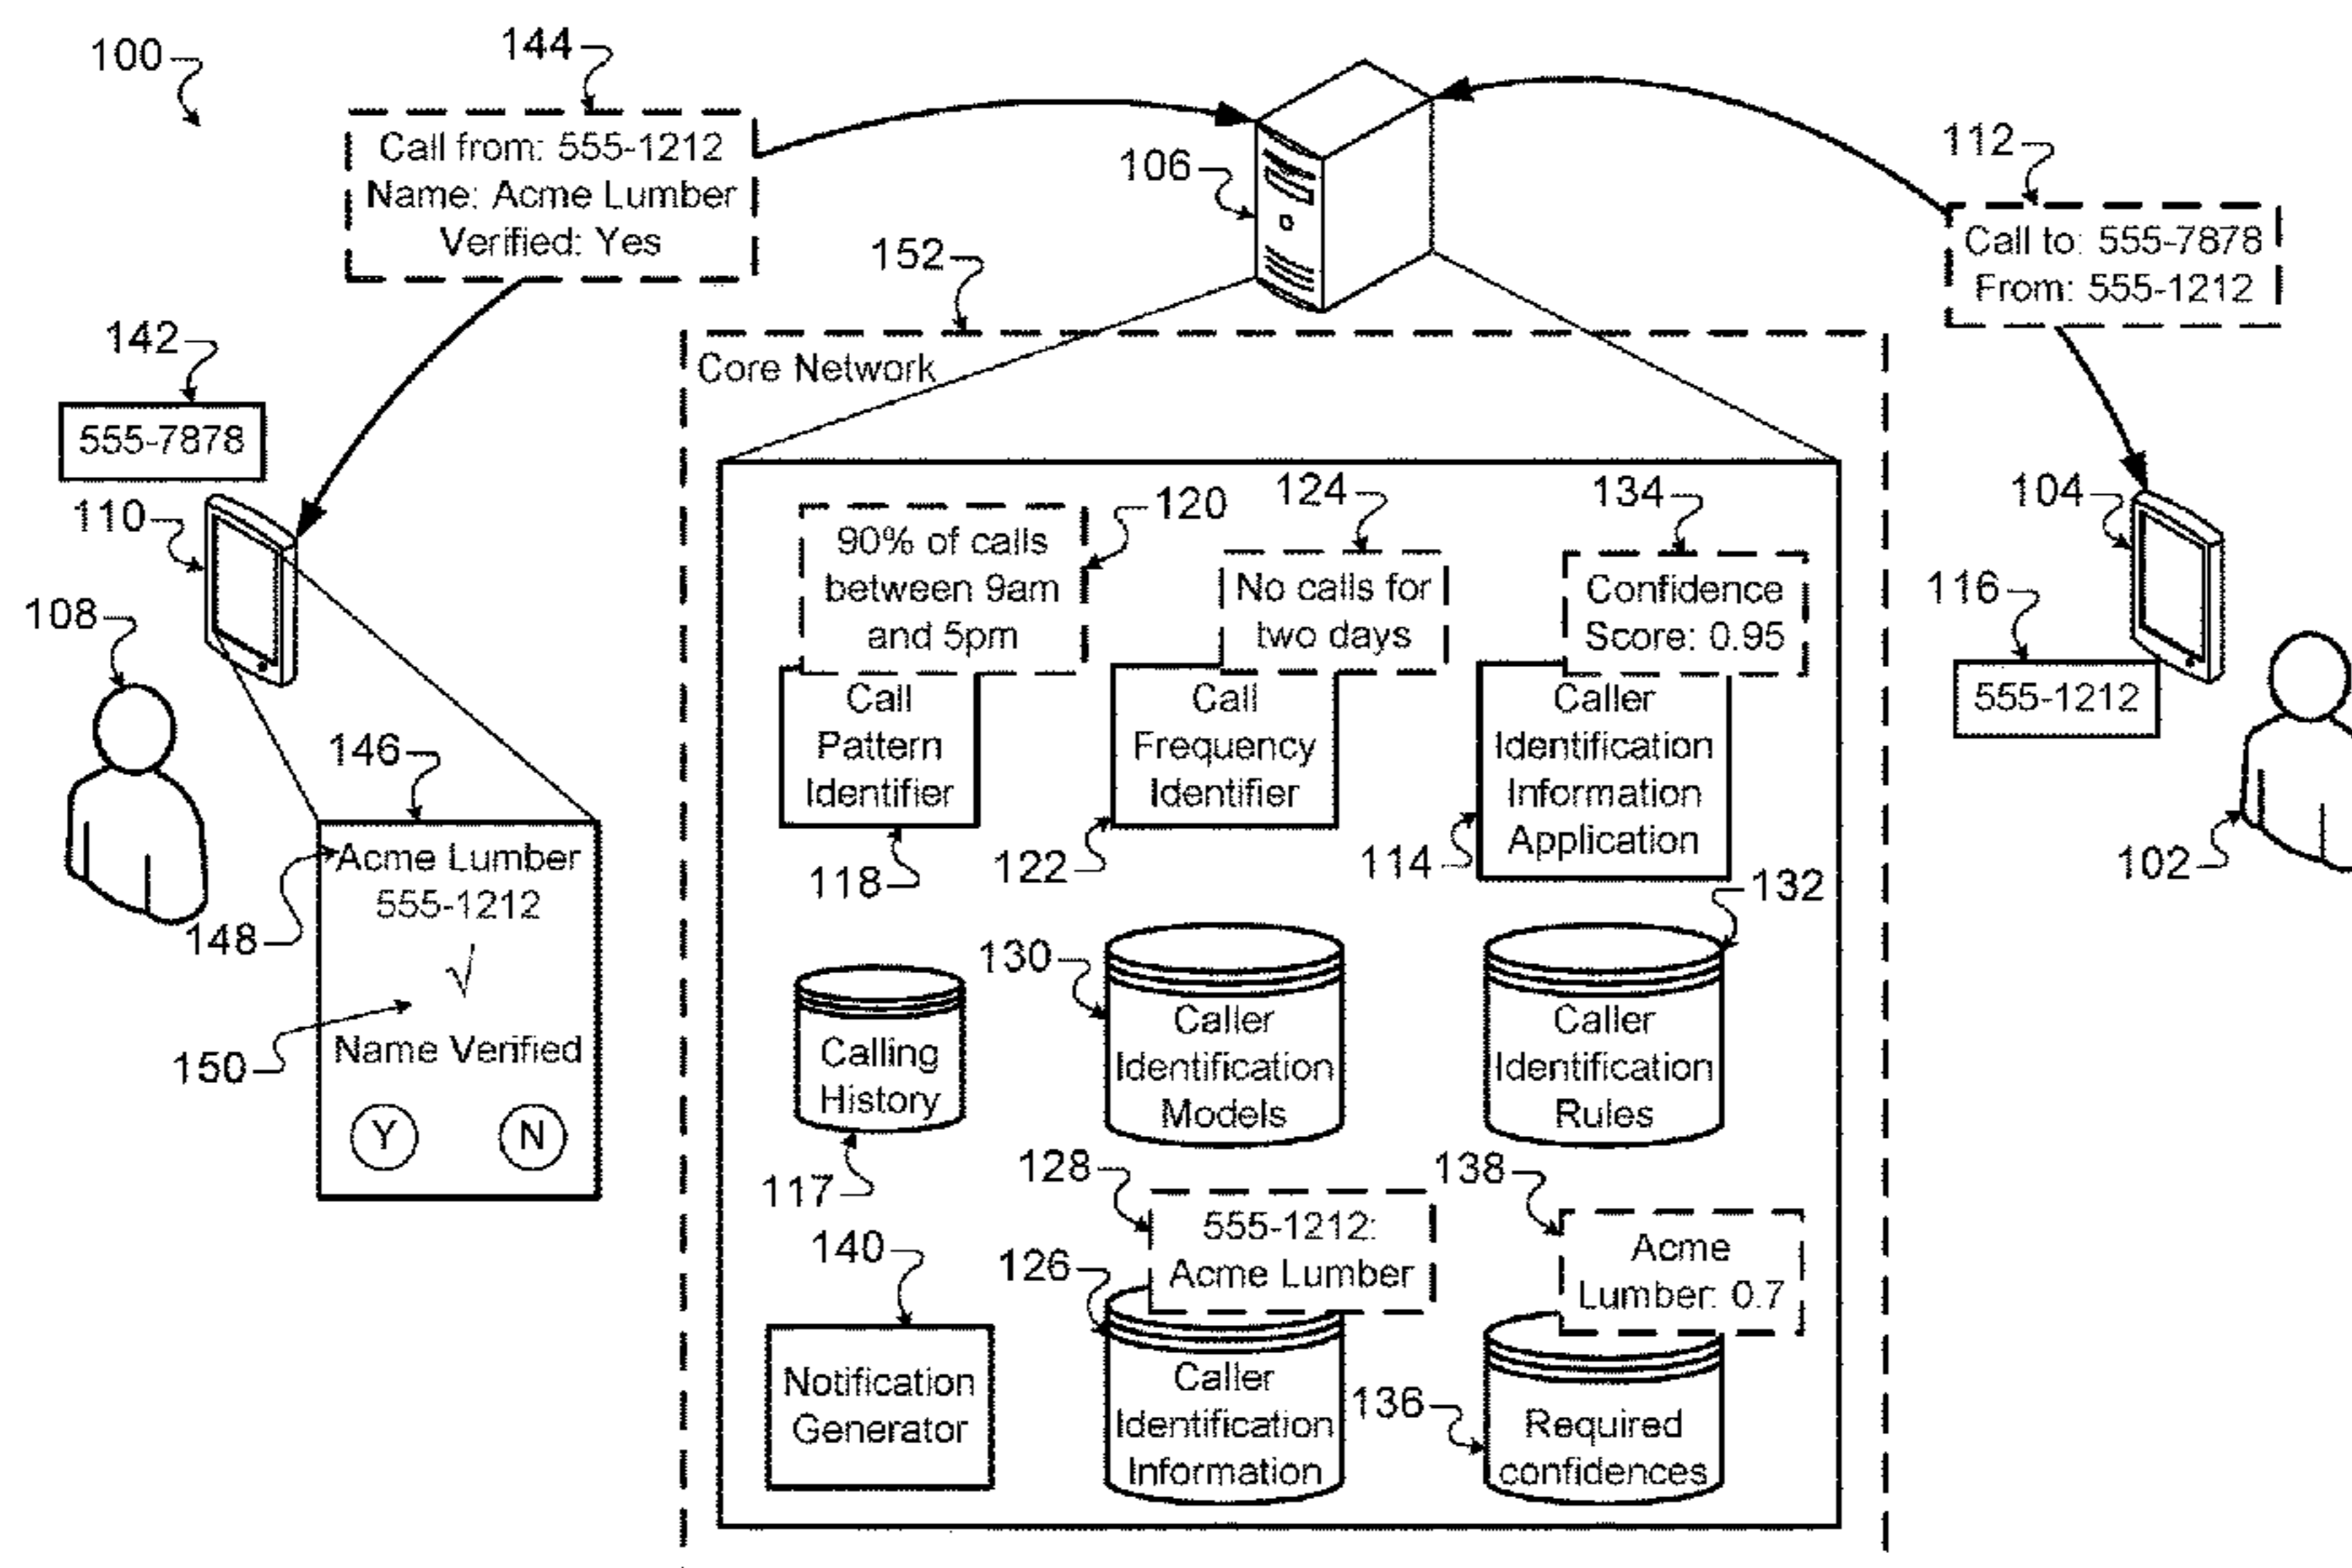 100
144
Call from: 555-1212
Name: Acme Lumber
Verified: Yes
106
112
Call to: 555-7878
From: 555-1212
152
Core Network
142
555-7878
110
108
146
148
Acme Lumber
555-1212
√
150
Name Verified
Y N
120
90% of calls
between 9am
and 5pm
Call
Pattern
Identifier
118
124
No calls for
two days
Call
Frequency
Identifier
122
134
Confidence
Score: 0.95
Caller
Identification
Information
Application
114
104
116
555-1212
102
117
Calling
History
130
Caller
Identification
Models
132
Caller
Identification
Rules
140
Notification
Generator
128
555-1212:
Acme Lumber
126
Caller
Identification
Information
138
Acme
Lumber: 0.7
136
Required
confidences